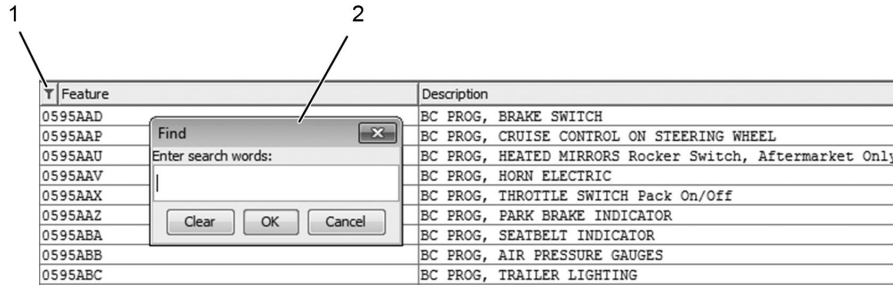 1 2
Feature Description
0595AAD BC PROG, BRAKE SWITCH
0595AAP BC PROG, CRUISE CONTROL ON STEERING WHEEL
0595AAU BC PROG, HEATED MIRRORS Rocker Switch, Aftermarket Only
0595AAV BC PROG, HORN ELECTRIC
0595AAX BC PROG, THROTTLE SWITCH Pack On/Off
0595AAZ BC PROG, PARK BRAKE INDICATOR
0595ABA BC PROG, SEATBELT INDICATOR
0595ABB BC PROG, AIR PRESSURE GAUGES
0595ABC BC PROG, TRAILER LIGHTING
Find
Enter search words:
Clear OK Cancel